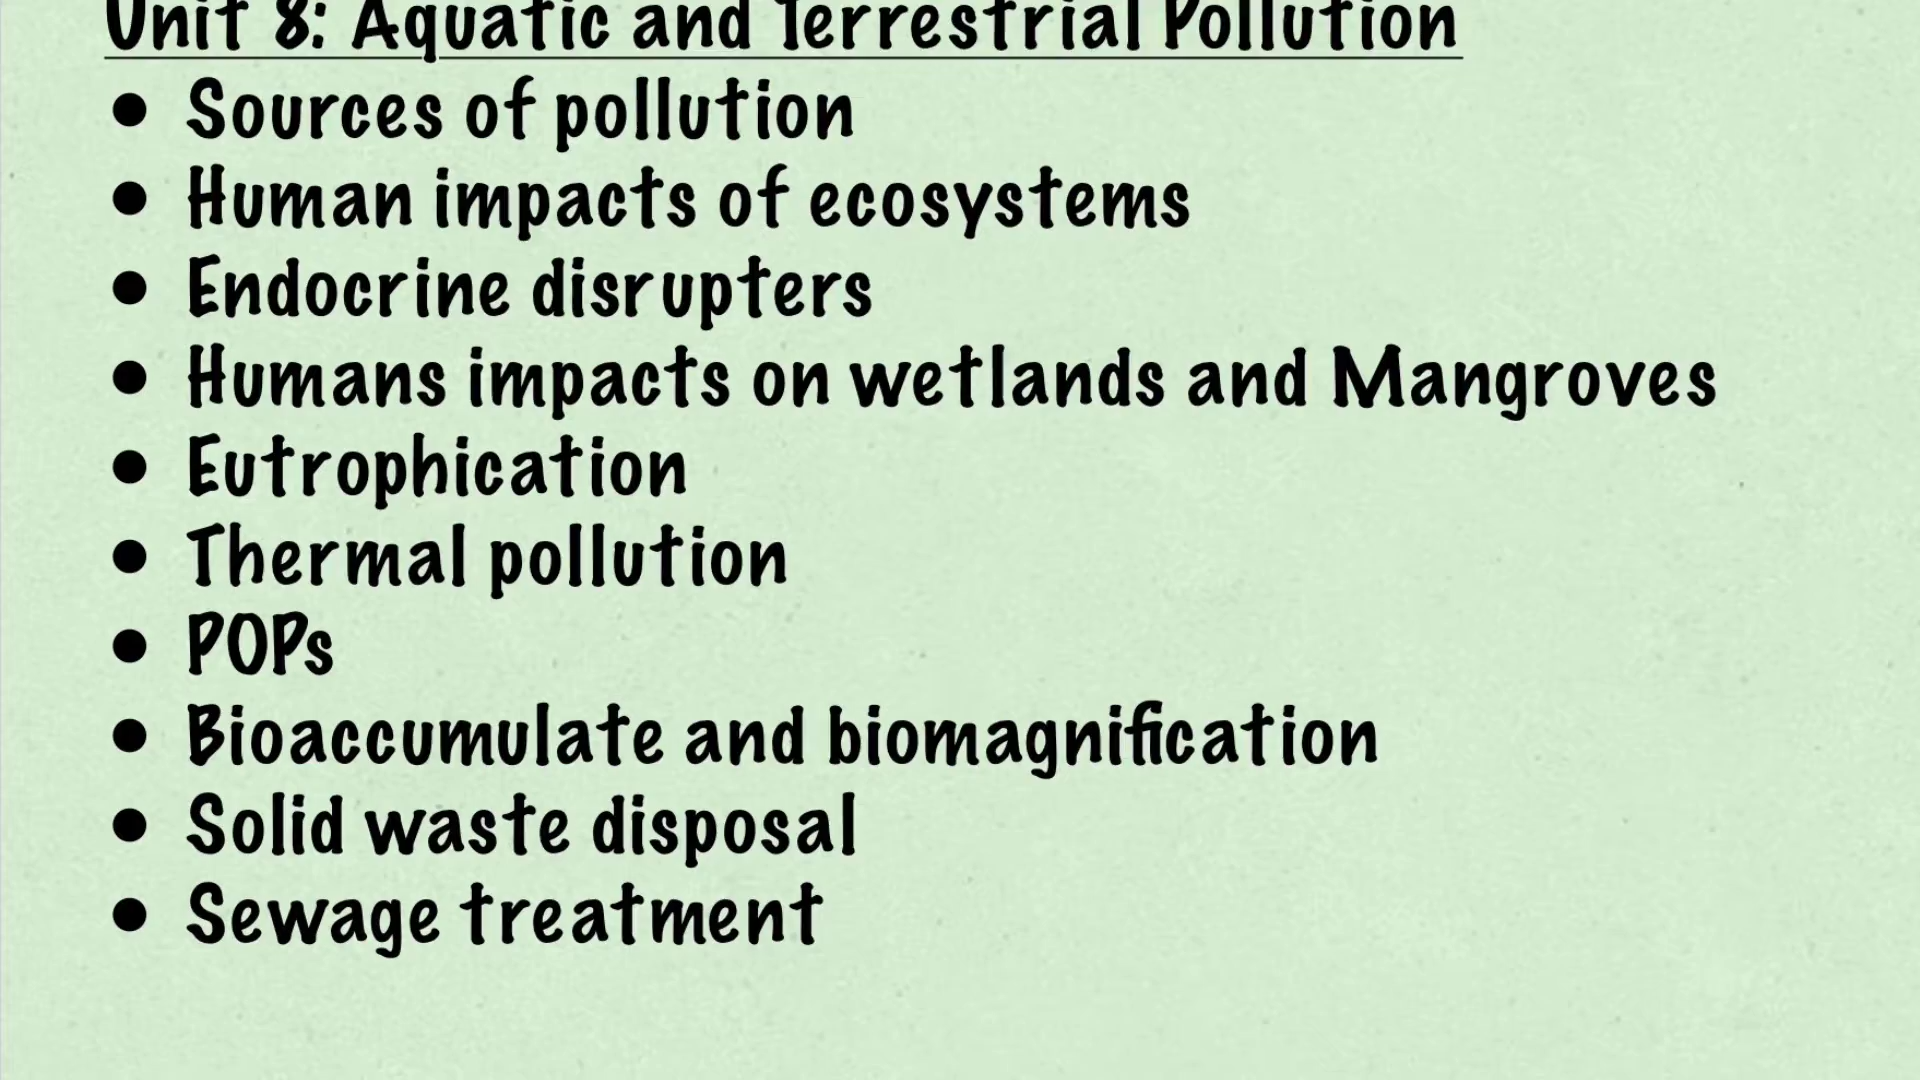 Unit 8: Aquatic and Terrestrial Pollution
● Sources of pollution
● Human impacts of ecosystems
● Endocrine disrupters
● Humans impacts on wetlands and Mangroves
● Eutrophication
● Thermal pollution
● POPs
● Bioaccumulate and biomagnification
● Solid waste disposal
● Sewage treatment